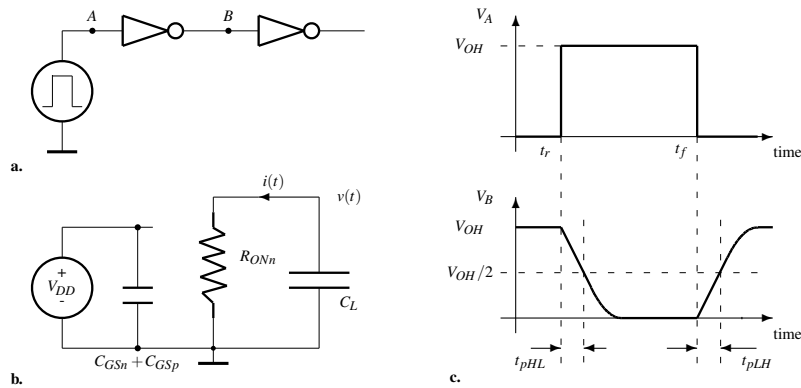 A
B
a.
i(t)
v(t)
+
V_DD
-
R_ONn
C_L
C_GSn + C_GSp
b.
V_A
V_OH
t_r
t_f
time
V_B
V_OH
V_OH/2
time
t_pHL
t_pLH
c.